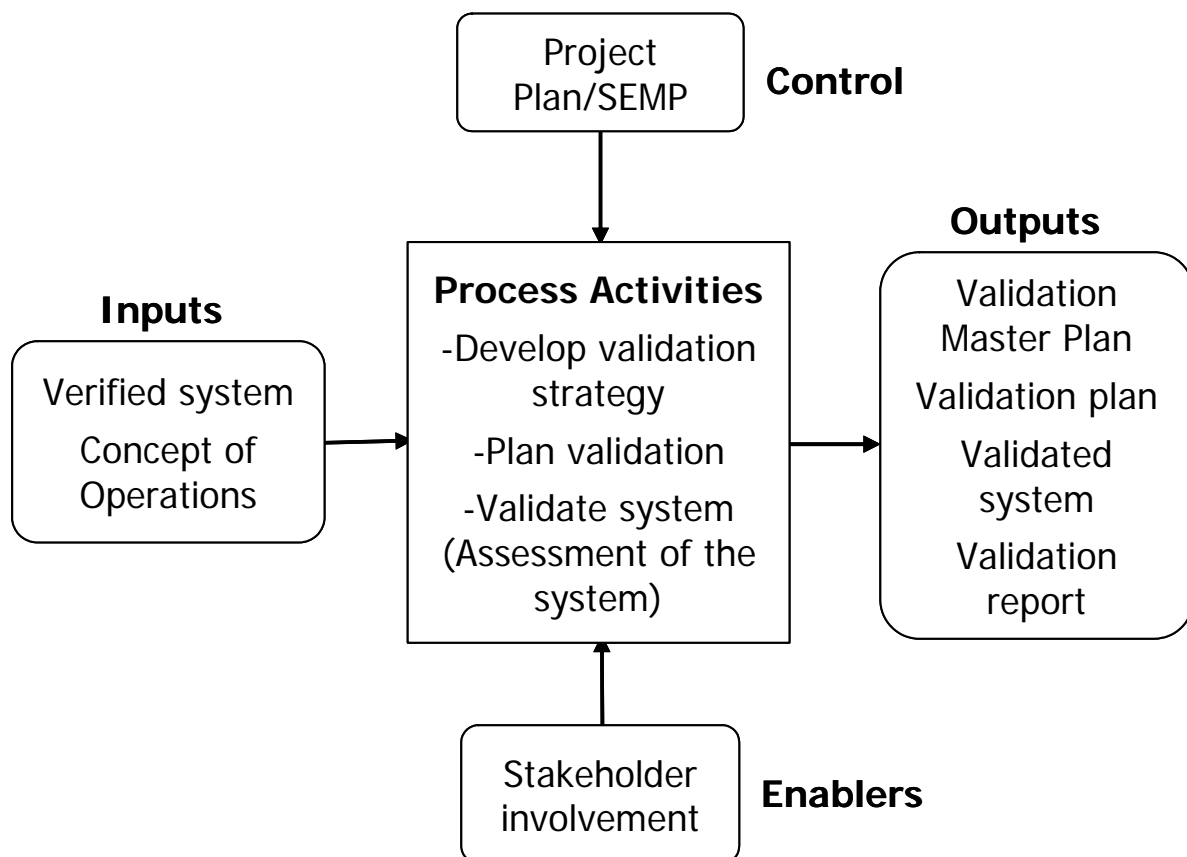 Project
Plan/SEMP
Control
Outputs
Inputs
Verified system
Concept of
Operations
Process Activities
-Develop validation
strategy
-Plan validation
-Validate system
(Assessment of the
system)
Validation
Master Plan
Validation plan
Validated
system
Validation
report
Stakeholder
involvement
Enablers